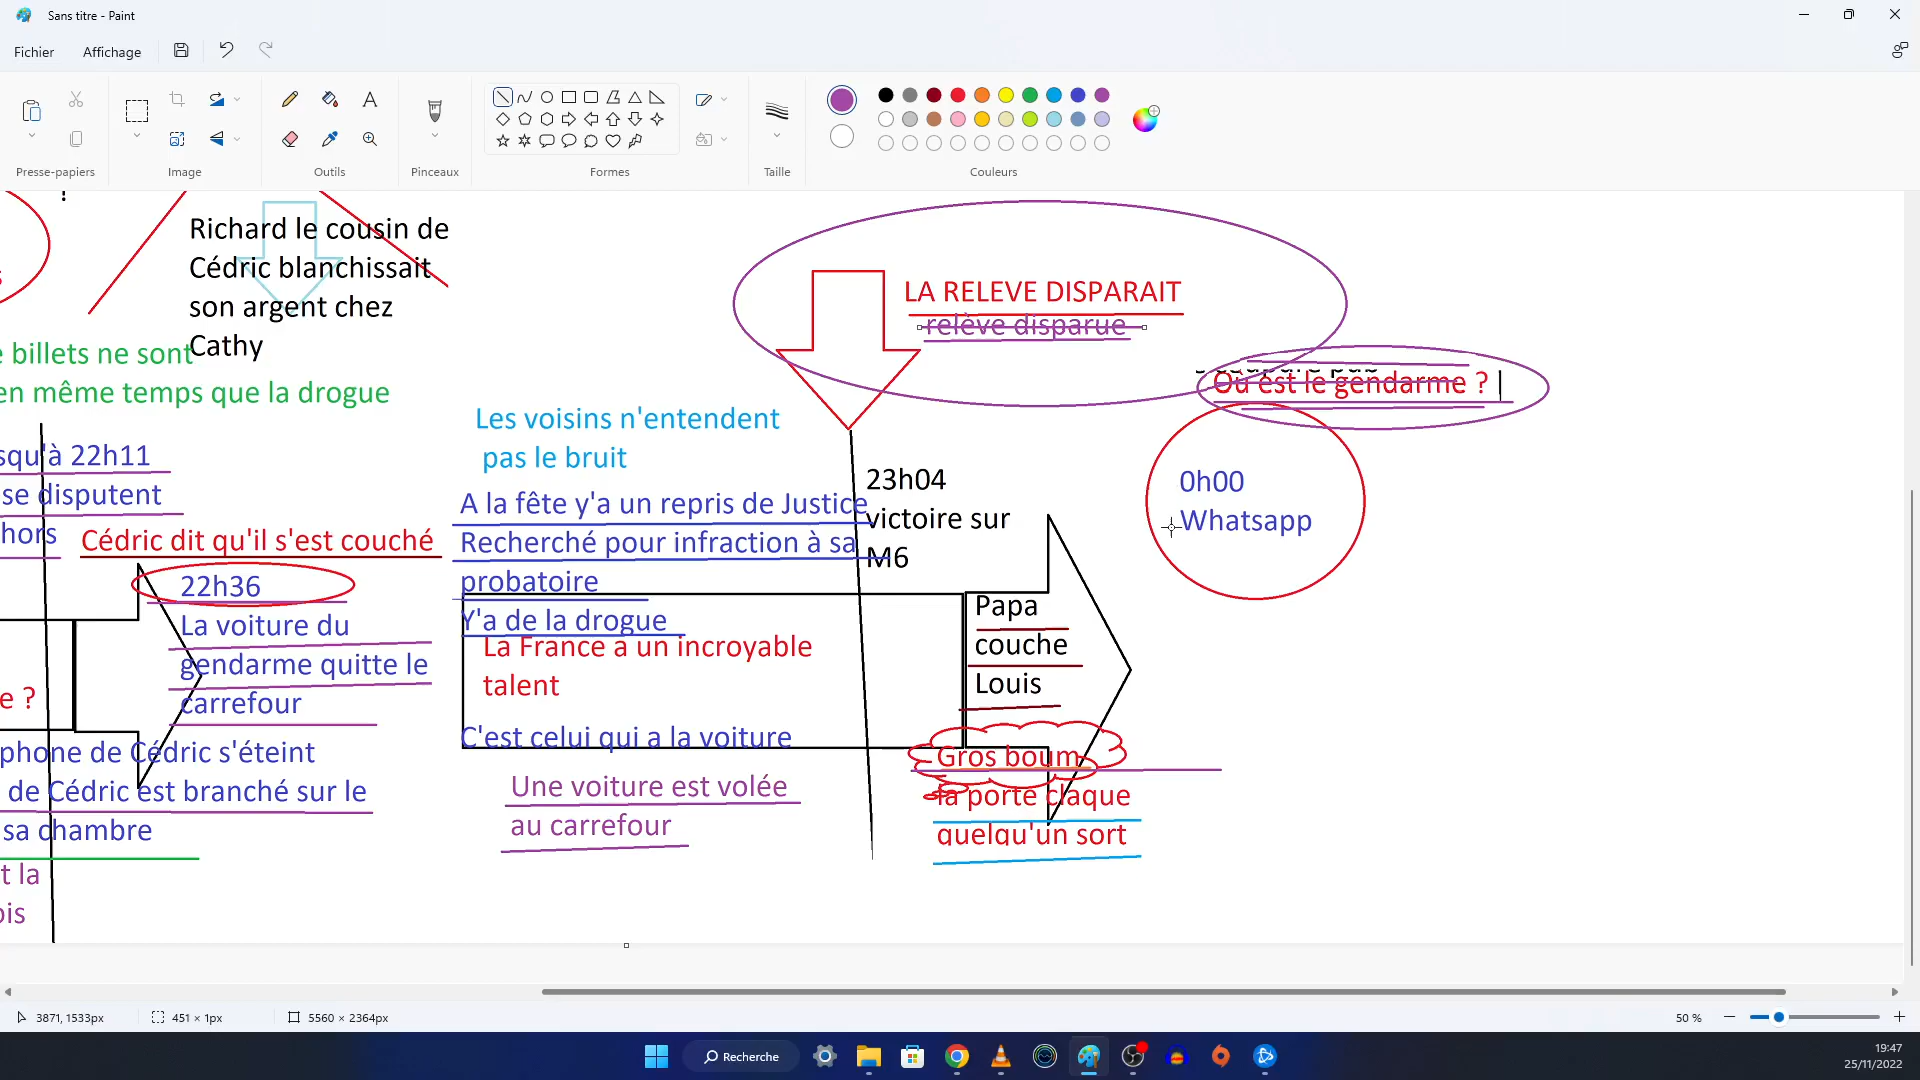 Sans titre - Paint
Fichier
Affichage
Presse-papiers
Image
Outils
Pinceaux
Formes
Taille
Couleurs
!
Richard le cousin de
Cédric blanchissait
son argent chez
Cathy
s
e billets ne sont
en même temps que la drogue
LA RELEVE DISPARAIT
relève disparue
Où est le gendarme ?
Les voisins n'entendent
pas le bruit
squ'à 22h11
se disputent
hors
Cédric dit qu'il s'est couché
22h36
La voiture du
gendarme quitte le
carrefour
A la fête y'a un repris de Justice
Recherché pour infraction à sa
probatoire
Y'a de la drogue
La France a un incroyable
talent
C'est celui qui a la voiture
Une voiture est volée
au carrefour
23h04
victoire sur
M6
0h00
Whatsapp
Papa
couche
Louis
Gros boum
la porte claque
quelqu'un sort
e ?
phone de Cédric s'éteint
de Cédric est branché sur le
sa chambre
t la
ois
3871, 1533px
451 × 1px
5560 × 2364px
50 %
Recherche
19:47
25/11/2022